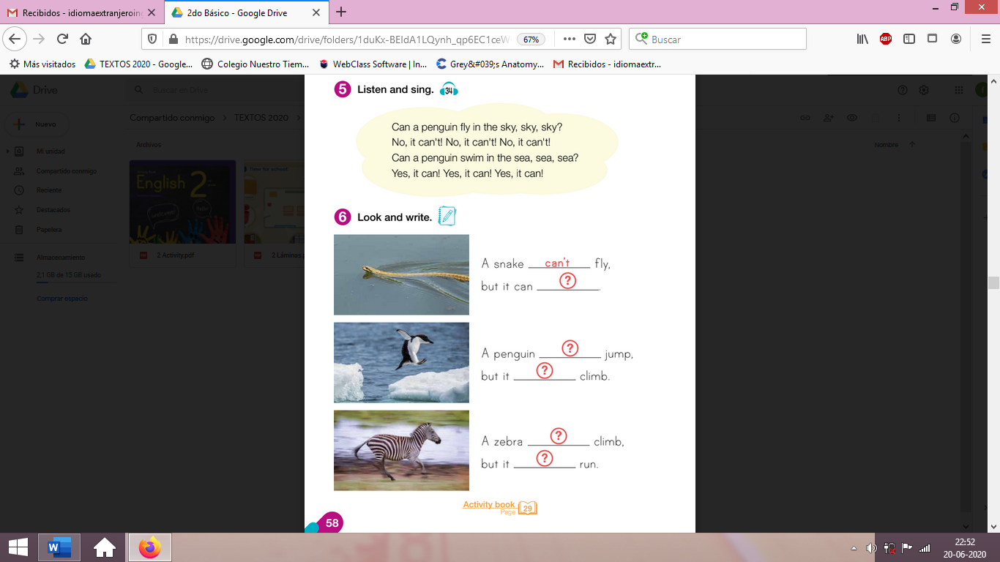 Recibidos - idiomaextranjeroin
2do Básico - Google Drive
https://drive.google.com/drive/folders/1duKx-BEIdA1LQynh_qp6EC1ceW
67%
Buscar
Más visitados
TEXTOS 2020 - Google...
Colegio Nuestro Tiem...
WebClass Software | In...
Grey&#039;s Anatomy...
Recibidos - idiomaextr...
ABP
Drive
Buscar en Drive
Nuevo
Compartido conmigo > TEXTOS 2020 >
Archivos
Nombre
Mi unidad
Compartido conmigo
Reciente
Destacados
Papelera
Almacenamiento
2,1 GB de 15 GB usado
Comprar espacio
English 2
2 Activity.pdf
2 Láminas.p
5 Listen and sing. 34
Can a penguin fly in the sky, sky, sky?
No, it can't! No, it can't! No, it can't!
Can a penguin swim in the sea, sea, sea?
Yes, it can! Yes, it can! Yes, it can!
6 Look and write.
A snake can't fly,
but it can ? .
A penguin ? jump,
but it ? climb.
A zebra ? climb,
but it ? run.
Activity book
Page 29
58
22:52
20-06-2020